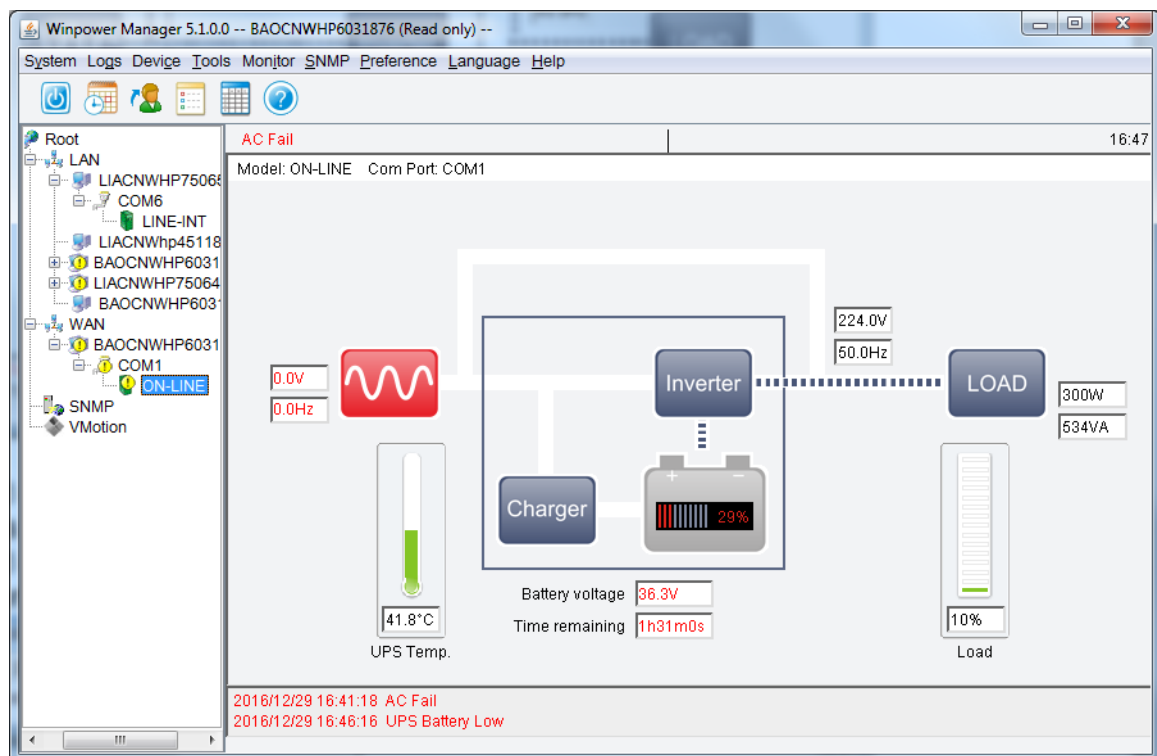 Winpower Manager 5.1.0.0 -- BAOCNWHP6031876 (Read only) --
System Logs Device Tools Monitor SNMP Preference Language Help
Root
LAN
LIACNWHP75065
COM6
LINE-INT
LIACNWhp45118
BAOCNWHP6031
LIACNWHP75064
BAOCNWHP603
WAN
BAOCNWHP6031
COM1
ON-LINE
SNMP
VMotion
AC Fail 16:47
Model: ON-LINE Com Port: COM1
224.0V
50.0Hz
0.0V
0.0Hz
Inverter
LOAD
300W
534VA
Charger
+ −
29%
Battery voltage 36.3V
Time remaining 1h31m0s
41.8°C
UPS Temp.
10%
Load
2016/12/29 16:41:18 AC Fail
2016/12/29 16:46:16 UPS Battery Low